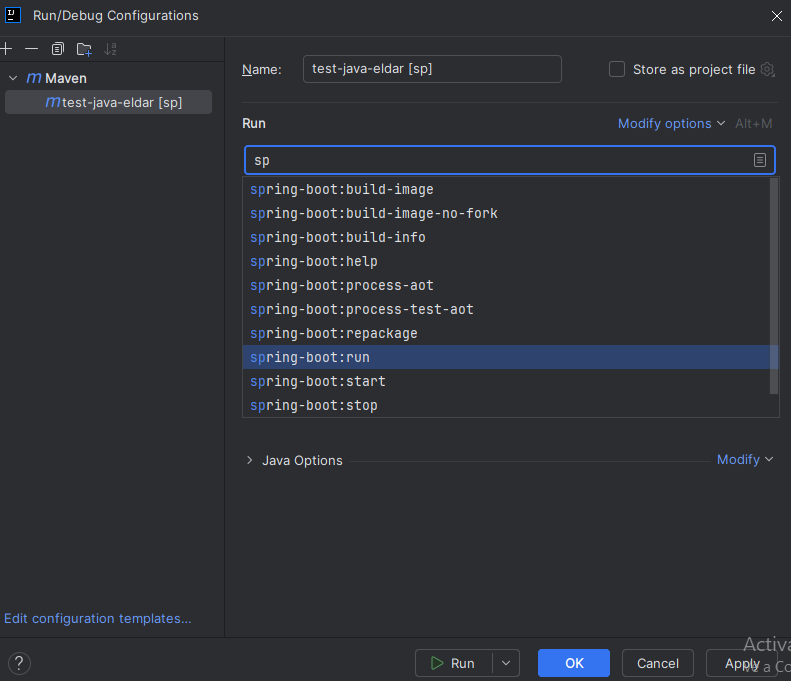 Run/Debug Configurations
Maven
test-java-eldar [sp]
Name: test-java-eldar [sp] Store as project file
Run Modify options Alt+M
sp
spring-boot:build-image
spring-boot:build-image-no-fork
spring-boot:build-info
spring-boot:help
spring-boot:process-aot
spring-boot:process-test-aot
spring-boot:repackage
spring-boot:run
spring-boot:start
spring-boot:stop
Java Options Modify
Edit configuration templates...
? Run OK Cancel Apply